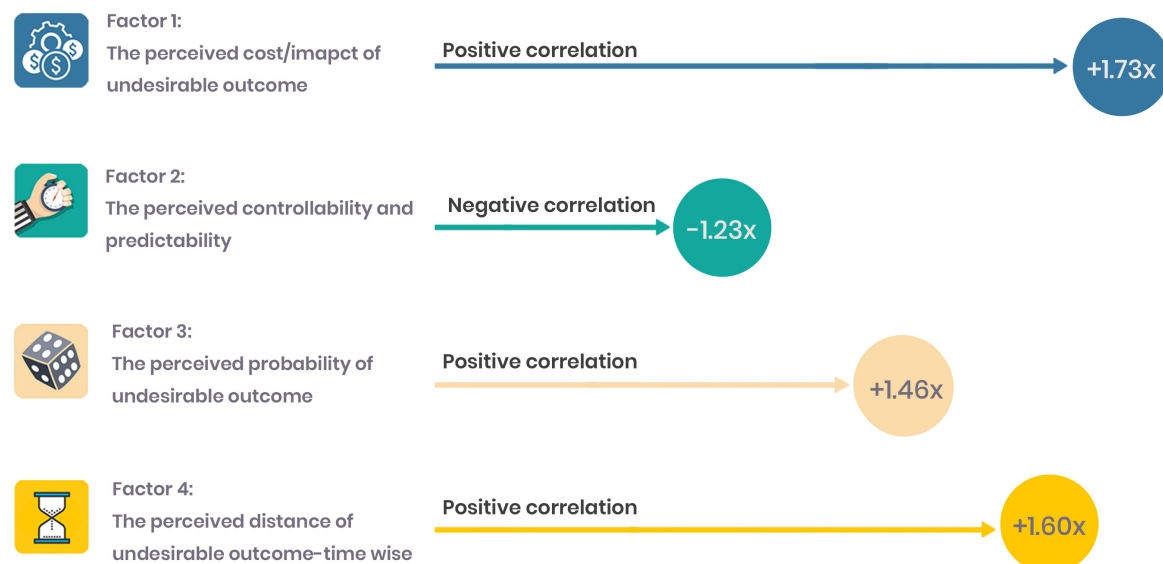 Factor 1:
The perceived cost/imapct of
undesirable outcome
Positive correlation
+1.73x
Factor 2:
The perceived controllability and
predictability
Negative correlation
-1.23x
Factor 3:
The perceived probability of
undesirable outcome
Positive correlation
+1.46x
Factor 4:
The perceived distance of
undesirable outcome-time wise
Positive correlation
+1.60x